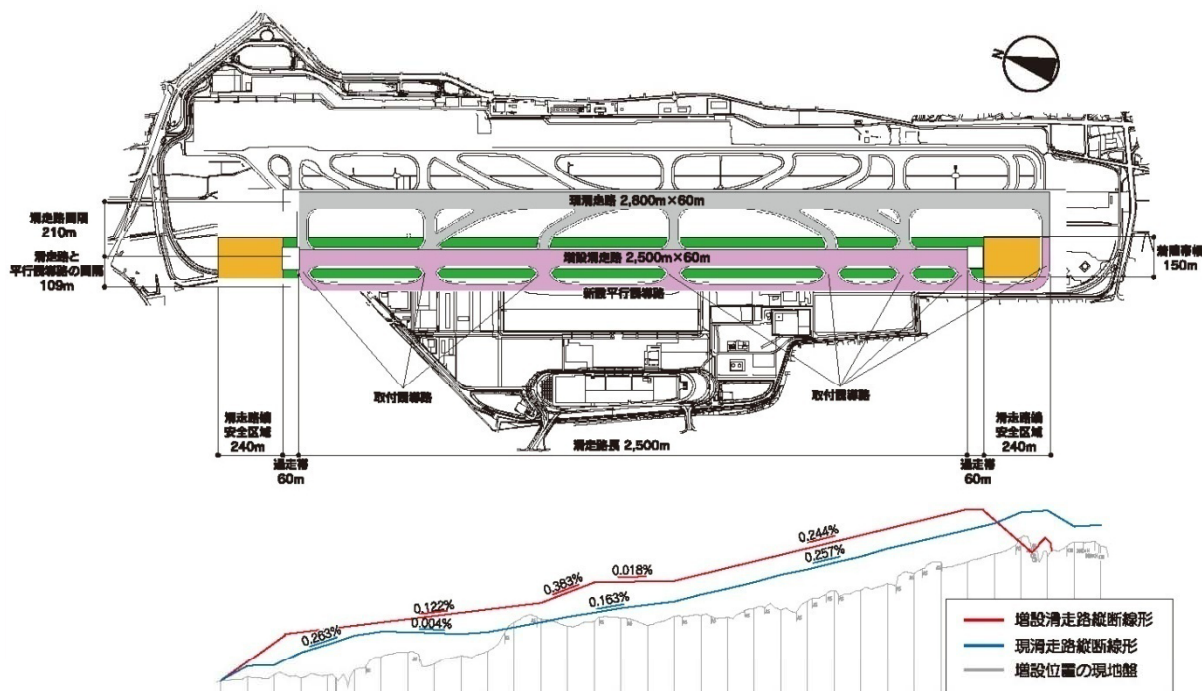 N
滑走路間隔
210m
滑走路と
平行誘導路の間隔
109m
現滑走路 2,800m×60m
増設滑走路 2,500m×60m
新設平行誘導路
着陸帯幅
150m
取付誘導路
取付誘導路
滑走路端
安全区域
240m
過走帯
60m
滑走路長 2,500m
過走帯
60m
滑走路端
安全区域
240m
0.244%
0.257%
0.018%
0.383%
0.163%
0.122%
0.004%
0.263%
増設滑走路縦断線形
現滑走路縦断線形
増設位置の現地盤